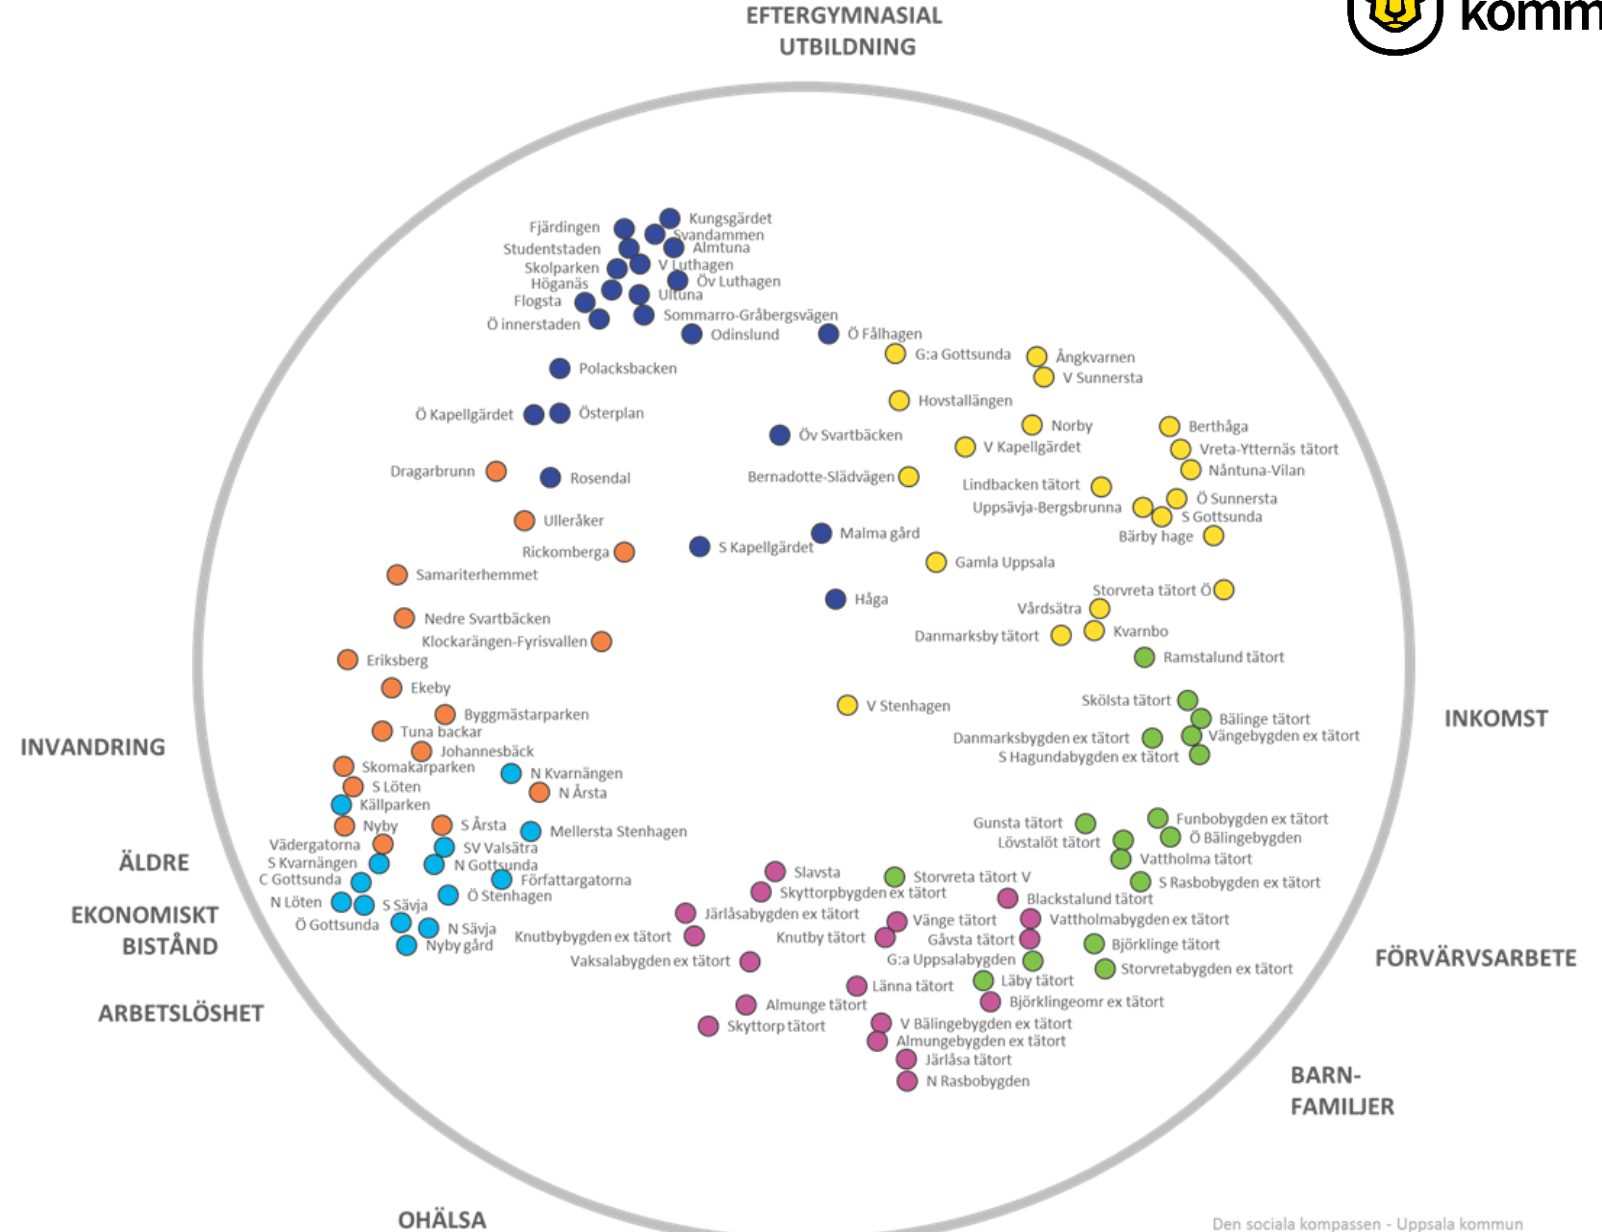 EFTERGYMNASIAL
UTBILDNING
komm
Kungsgärdet
Fjärdingen
Svandammen
Studentstaden
Almtuna
V Luthagen
Skolparken
Öv Luthagen
Höganäs
Ultuna
Flogsta
Sommarro-Gråbergsvägen
Ö innerstaden
Odinslund
Ö Fålhagen
G:a Gottsunda
Ångkvarnen
Polacksbacken
V Sunnersta
Hovstallängen
Ö Kapellgärdet
Österplan
Norby
Berthåga
Öv Svartbäcken
V Kapellgärdet
Vreta-Ytternäs tätort
Dragarbrunn
Nåntuna-Vilan
Rosendal
Bernadotte-Slädvägen
Lindbacken tätort
Ö Sunnersta
Uppsävja-Bergsbrunna
S Gottsunda
Ulleråker
Malma gård
Bärby hage
S Kapellgärdet
Rickomberga
Gamla Uppsala
Samariterhemmet
Storvreta tätort Ö
Håga
Vårdsätra
Nedre Svartbäcken
Kvarnbo
Danmarksby tätort
Klockarängen-Fyrisvallen
Ramstalund tätort
Eriksberg
Ekeby
Skölsta tätort
V Stenhagen
Byggmästarparken
Bälinge tätort
INKOMST
Tuna backar
Danmarksbygden ex tätort
Vängebygden ex tätort
INVANDRING
Johannesbäck
S Hagundabygden ex tätort
Skomakarparken
N Kvarnängen
S Löten
N Årsta
Källparken
Nyby
S Årsta
Mellersta Stenhagen
Gunsta tätort
Funbobygden ex tätort
Vädergatorna
SV Valsätra
Lövstalöt tätort
Ö Bälingebygden
ÄLDRE
S Kvarnängen
N Gottsunda
Vattholma tätort
C Gottsunda
Författargatorna
Slavsta
Storvreta tätort V
S Rasbobygden ex tätort
Ö Stenhagen
Skyttorpbygden ex tätort
Blackstalund tätort
N Löten
S Sävja
EKONOMISKT
BISTÅND
Järlåsabygden ex tätort
Vänge tätort
Vattholmabygden ex tätort
Ö Gottsunda
N Sävja
Knutbybygden ex tätort
Knutby tätort
Gåvsta tätort
Björklinge tätort
Nyby gård
Vaksalabygden ex tätort
G:a Uppsalabygden
Storvretabygden ex tätort
FÖRVÄRVSARBETE
Länna tätort
Läby tätort
ARBETSLÖSHET
Almunge tätort
Björklingeomr ex tätort
Skyttorp tätort
V Bälingebygden ex tätort
Almungebygden ex tätort
Järlåsa tätort
N Rasbobygden
BARN-
FAMILJER
OHÄLSA
Den sociala kompassen - Uppsala kommun